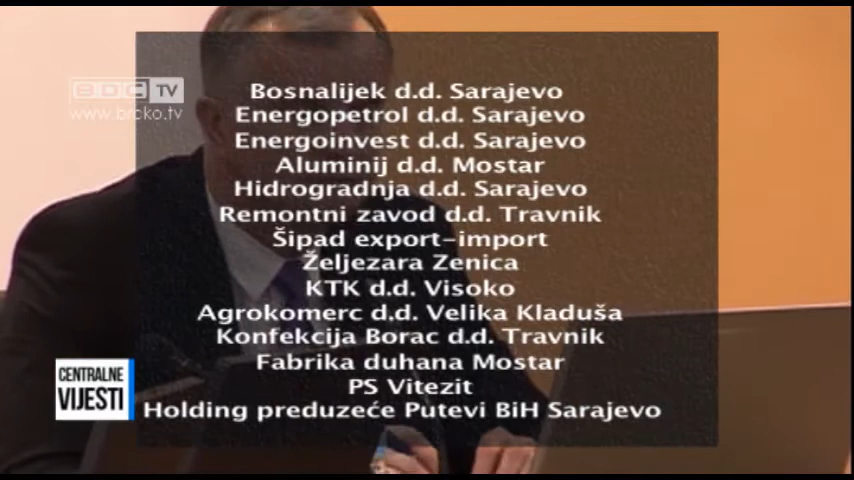 BDC TV
www.brcko.tv
Bosnalijek d.d. Sarajevo
Energopetrol d.d. Sarajevo
Energoinvest d.d. Sarajevo
Aluminij d.d. Mostar
Hidrogradnja d.d. Sarajevo
Remontni zavod d.d. Travnik
Šipad export-import
Željezara Zenica
KTK d.d. Visoko
Agrokomerc d.d. Velika Kladuša
Konfekcija Borac d.d. Travnik
Fabrika duhana Mostar
PS Vitezit
Holding preduzeće Putevi BiH Sarajevo
CENTRALNE
VIJESTI